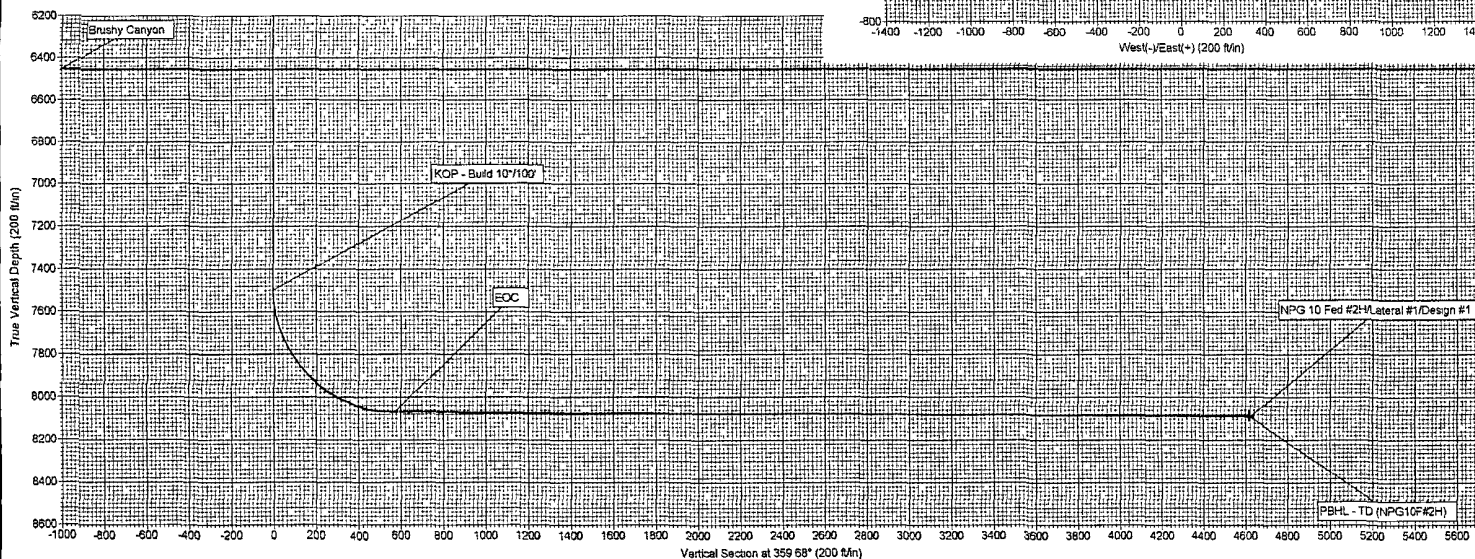 -800
-1400 -1200 -1000 -800 -600 -400 -200 0 200 400 600 800 1000 1200 14
West(-)/East(+) (200 ft/in)
6200
Brushy Canyon
6400
6600
6800
KOP - Build 10°/100'
7000
7200
7400
EOC
7600
NPG 10 Fed #2H/Lateral #1/Design #1
7800
8000
8200
8400
PBHL - TD (NPG10F#2H)
8600
True Vertical Depth (200 ft/in)
-1000 -800 -600 -400 -200 0 200 400 600 800 1000 1200 1400 1600 1800 2000 2200 2400 2600 2800 3000 3200 3400 3600 3800 4000 4200 4400 4600 4800 5000 5200 5400 5600
Vertical Section at 359 68° (200 ft/in)